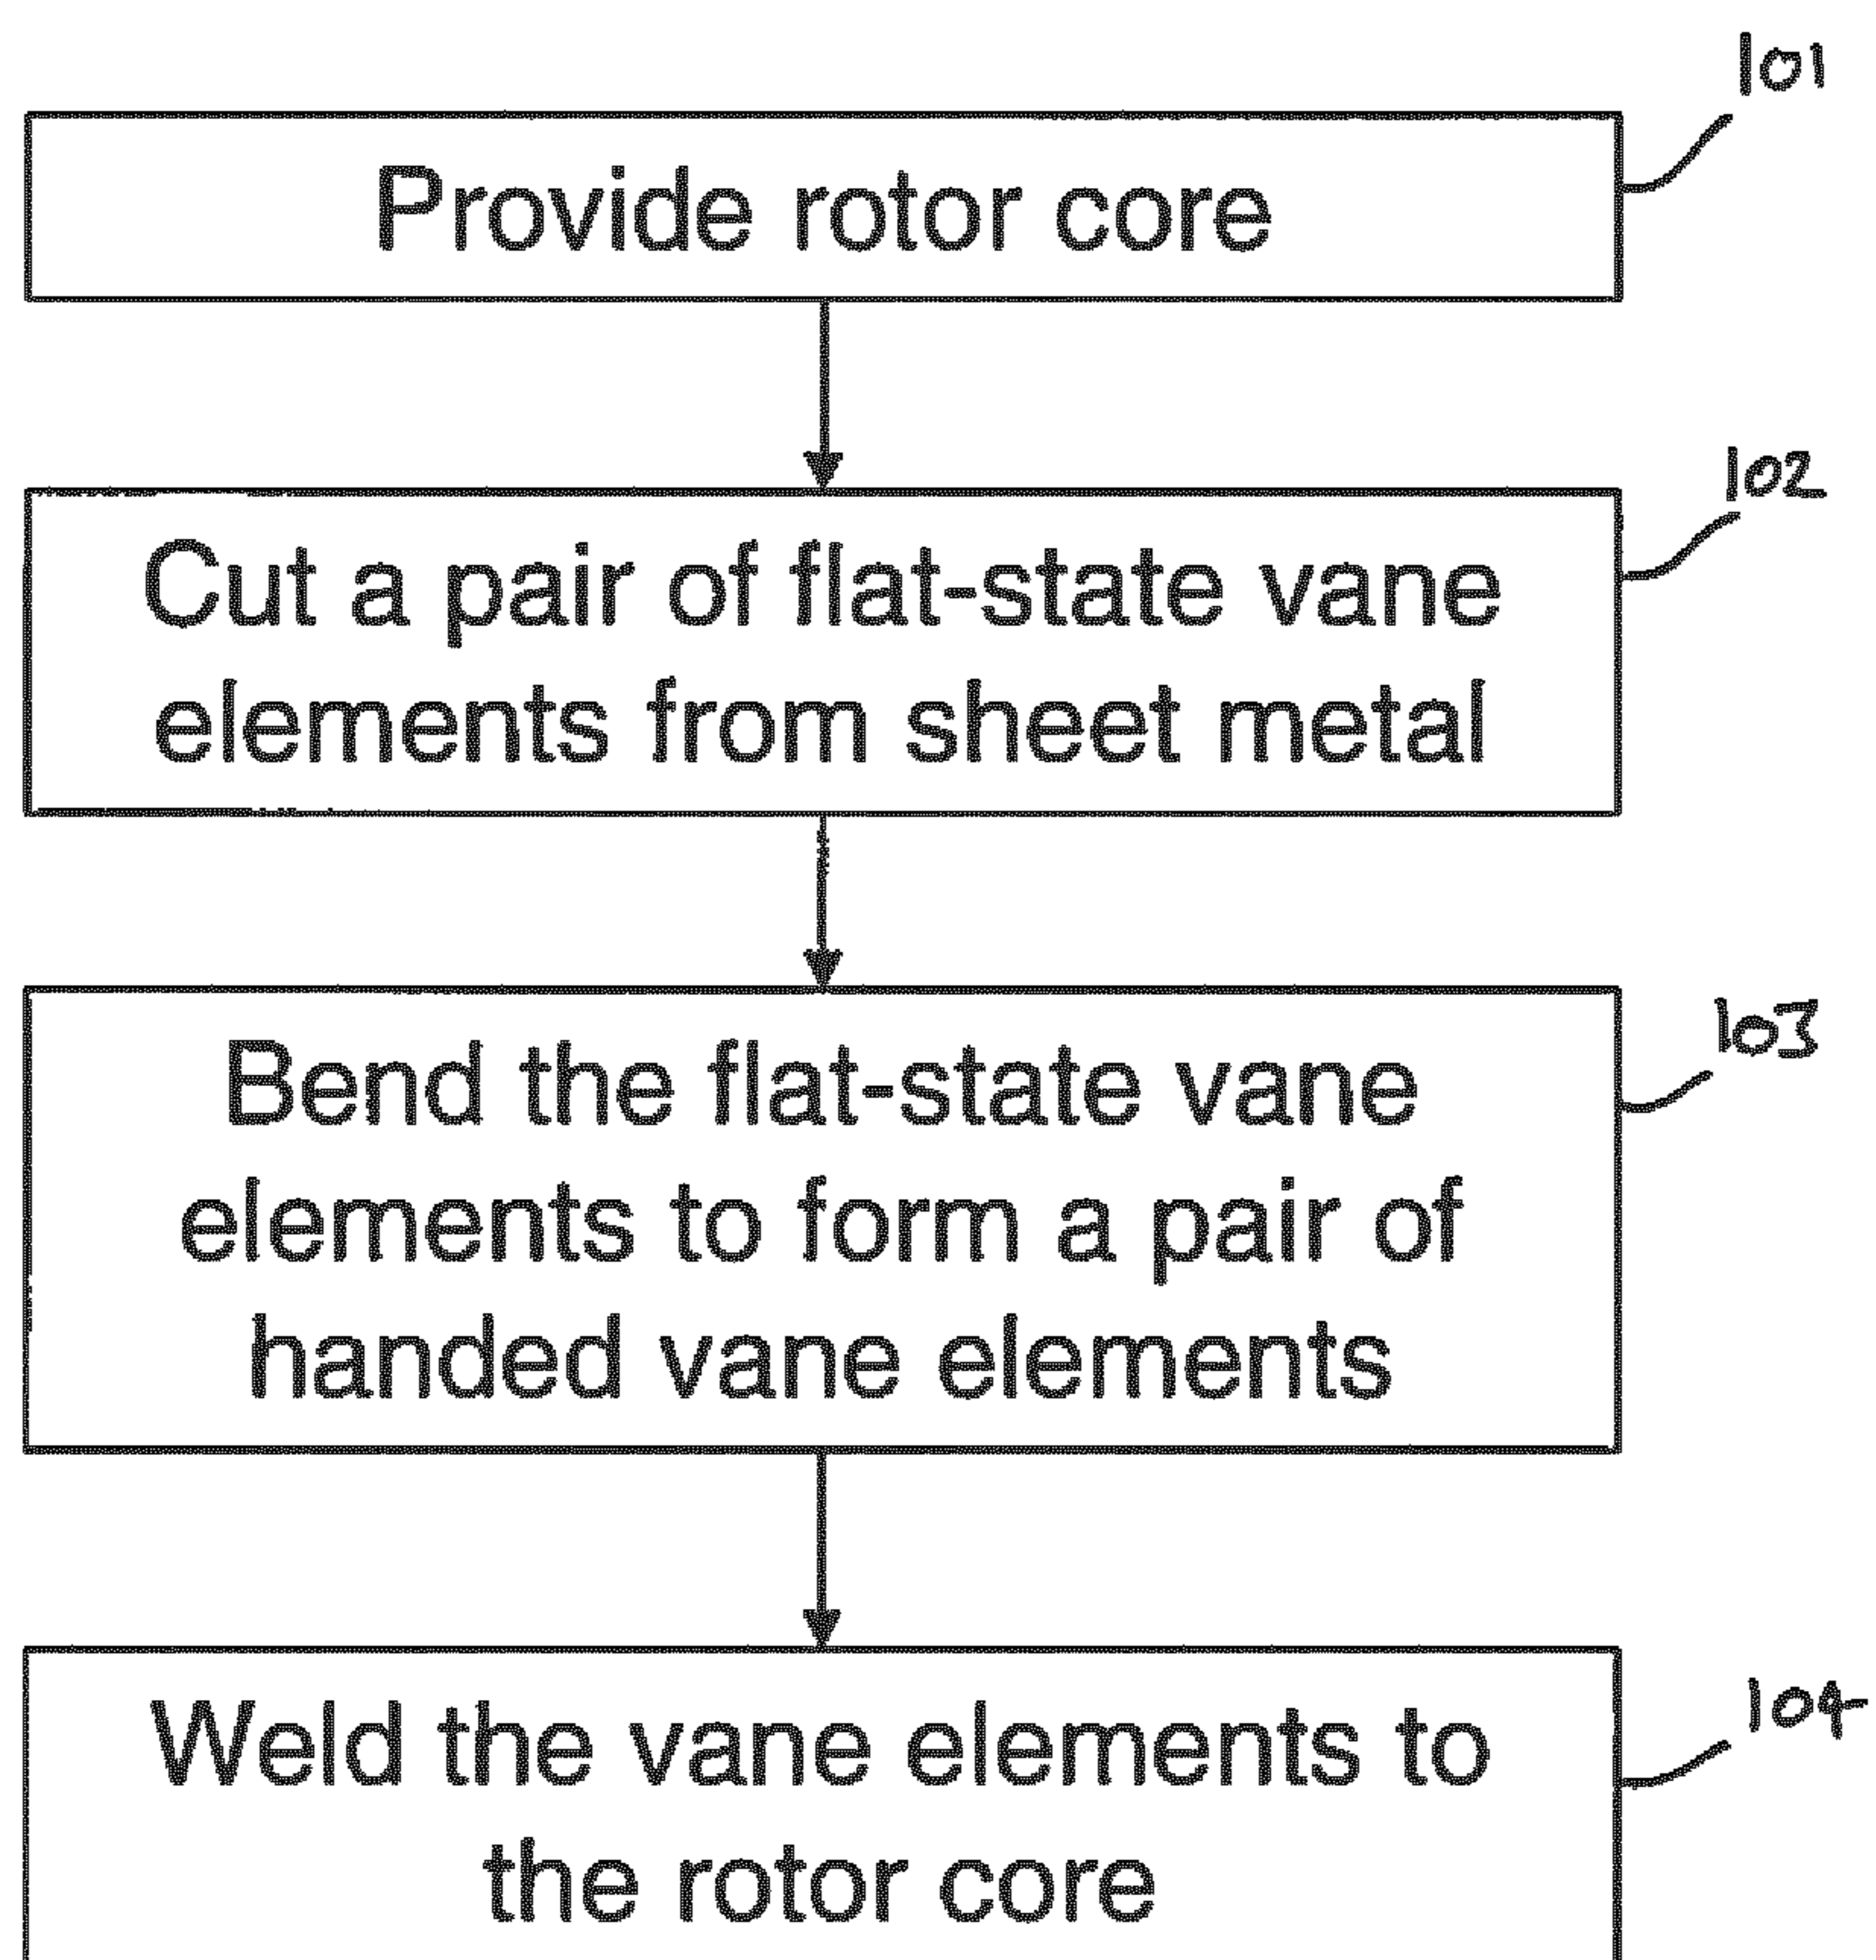 101
Provide rotor core
102
Cut a pair of flat-state vane
elements from sheet metal
103
Bend the flat-state vane
elements to form a pair of
handed vane elements
104
Weld the vane elements to
the rotor core